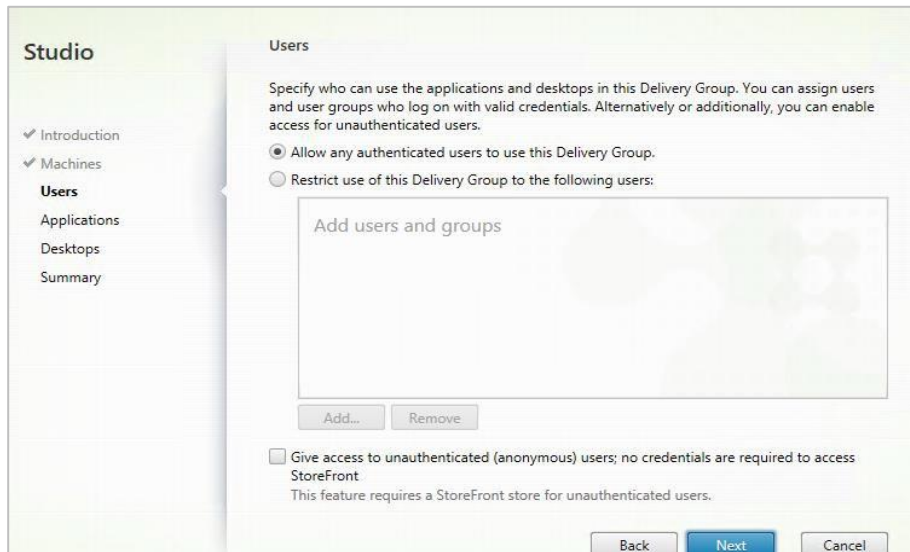 Studio
Introduction
Machines
Users
Applications
Desktops
Summary
Users
Specify who can use the applications and desktops in this Delivery Group. You can assign users
and user groups who log on with valid credentials. Alternatively or additionally, you can enable
access for unauthenticated users.
Allow any authenticated users to use this Delivery Group.
Restrict use of this Delivery Group to the following users:
Add users and groups
Add...
Remove
Give access to unauthenticated (anonymous) users; no credentials are required to access
StoreFront
This feature requires a StoreFront store for unauthenticated users.
Back
Next
Cancel